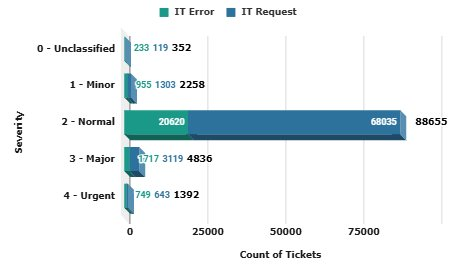 IT Error IT Request
0 - Unclassified 233 119 352
1 - Minor 955 1303 2258
2 - Normal 20620 68035 88655
3 - Major 1717 3119 4836
4 - Urgent 749 643 1392
Severity
0 25000 50000 75000
Count of Tickets